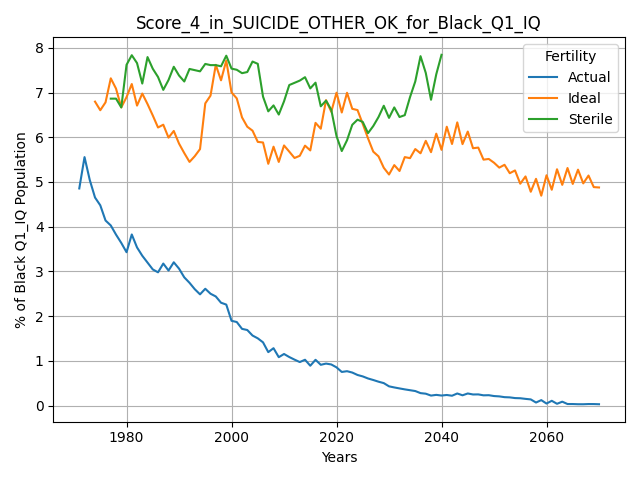 Score_4_in_SUICIDE_OTHER_OK_for_Black_Q1_IQ
% of Black Q1_IQ Population
8
7
6
5
4
3
2
1
0
Fertility
Actual
Ideal
Sterile
1980 2000 2020 2040 2060
Years